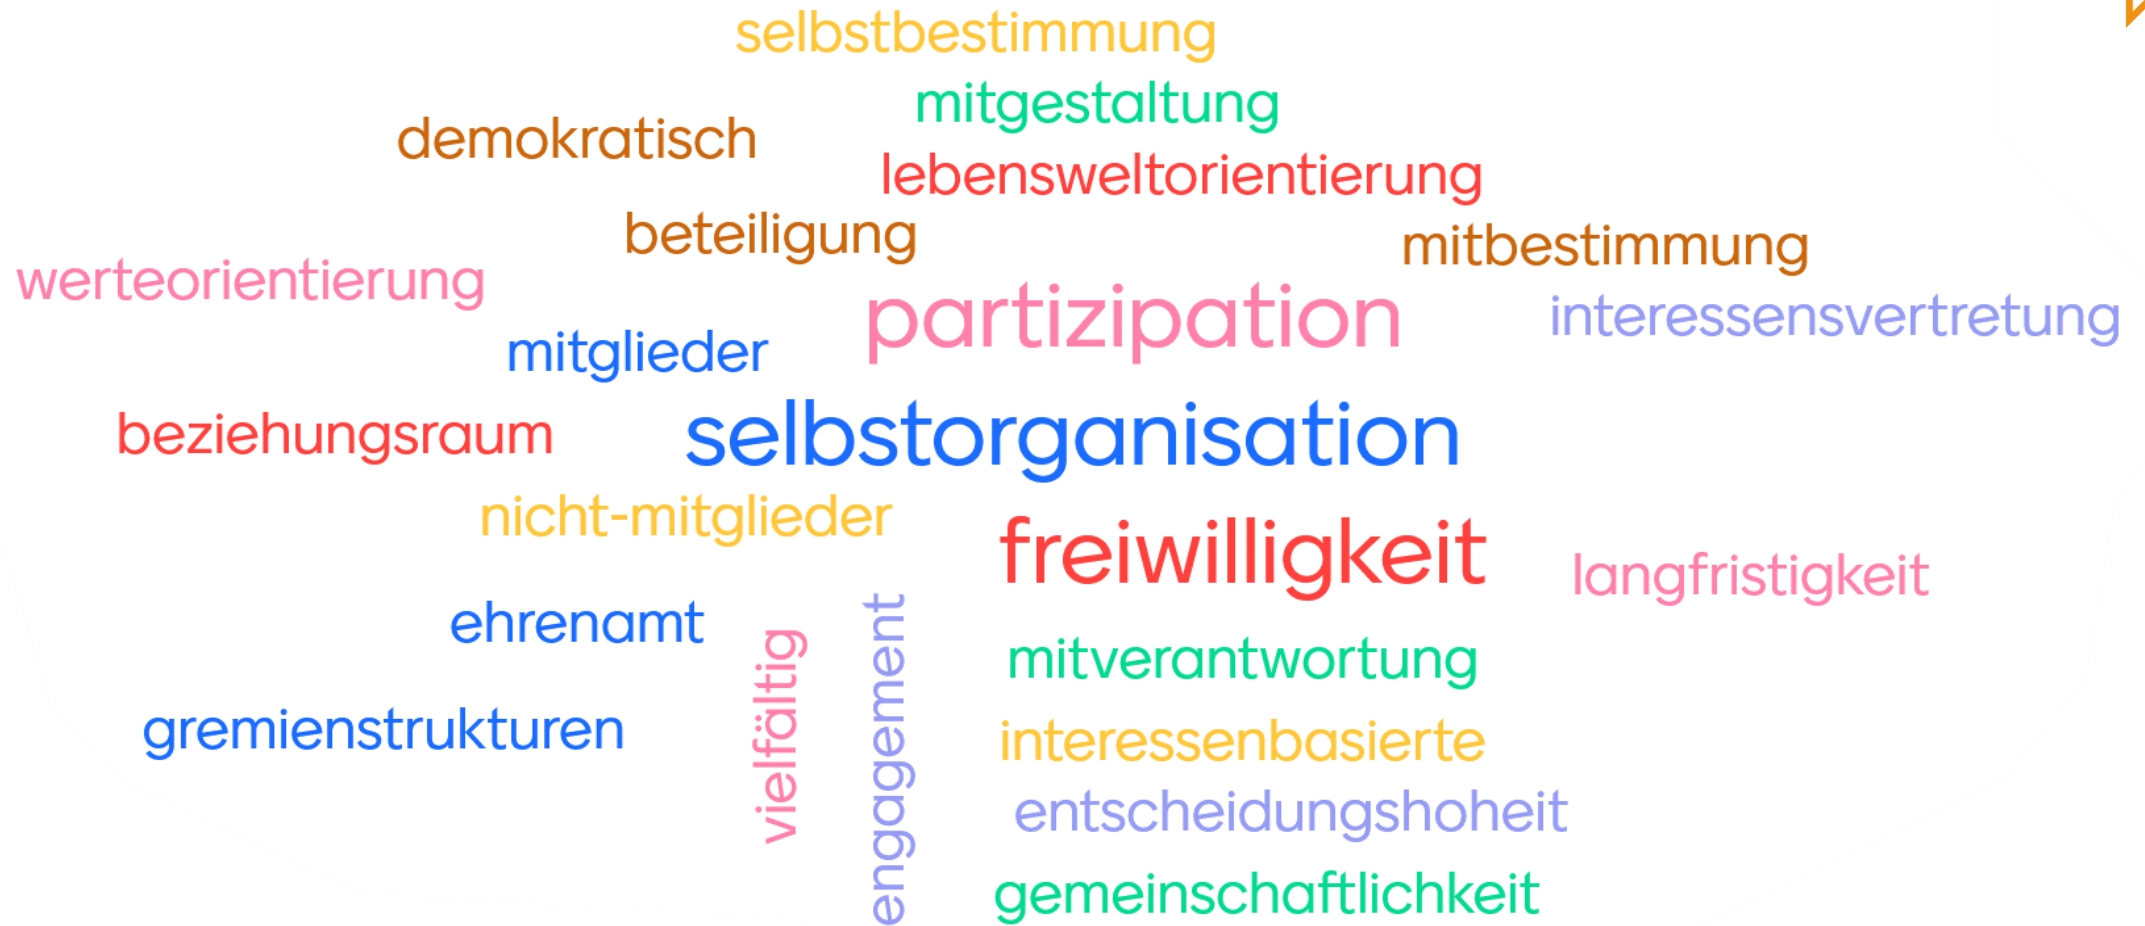 selbstbestimmung
mitgestaltung
demokratisch
lebensweltorientierung
beteiligung
mitbestimmung
werteorientierung
partizipation
interessensvertretung
mitglieder
beziehungsraum
selbstorganisation
nicht-mitglieder
freiwilligkeit
langfristigkeit
ehrenamt
vielfältig
engagement
mitverantwortung
gremienstrukturen
interessenbasierte
entscheidungshoheit
gemeinschaftlichkeit